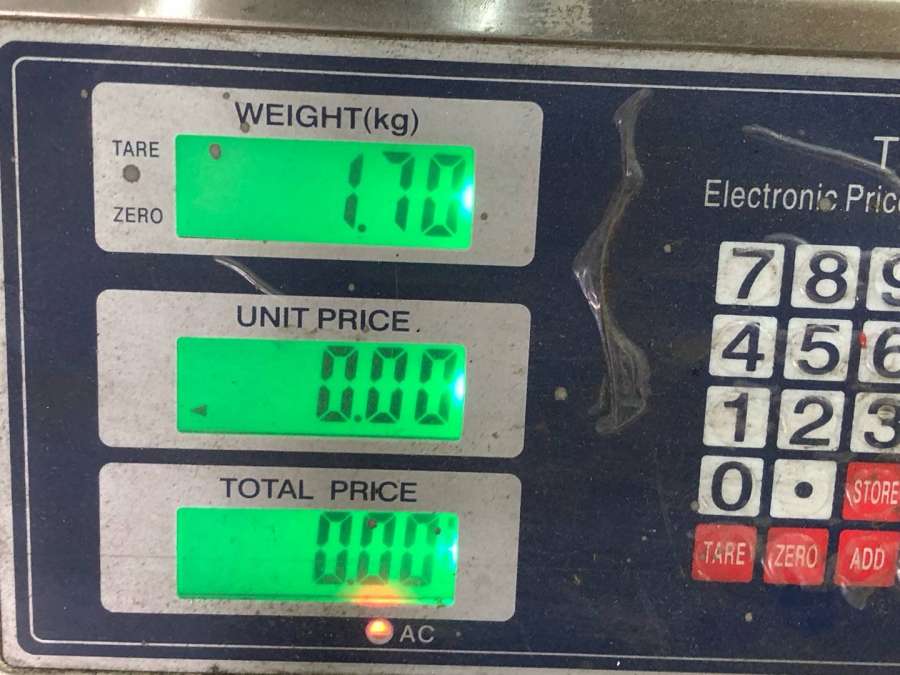 WEIGHT(kg)
TARE
ZERO
1.70
UNIT PRICE
0.00
TOTAL PRICE
0.00
AC
Electronic
7 8 9
4 5 6
1 2 3
0 . STORE
TARE ZERO ADD